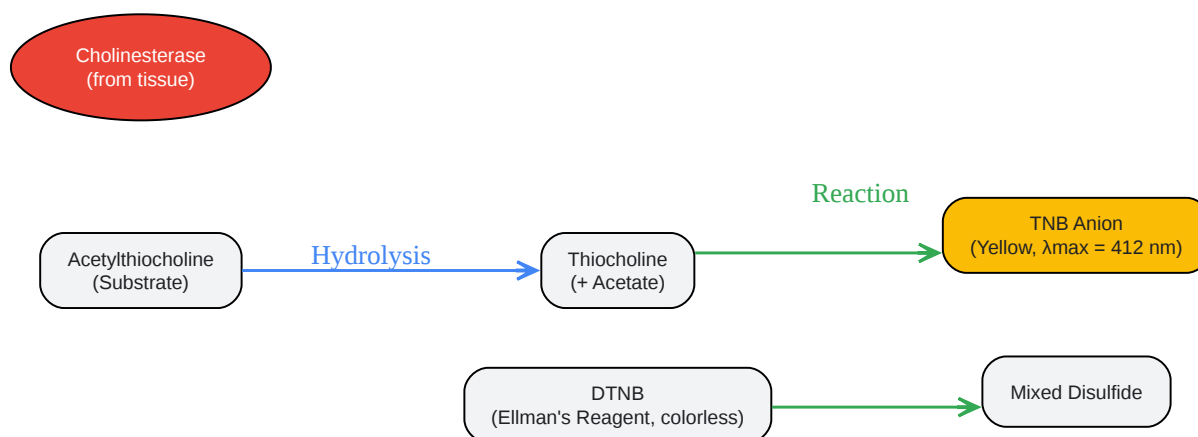 Cholinesterase
(from tissue)
Reaction
TNB Anion
(Yellow, λmax = 412 nm)
Acetylthiocholine
(Substrate)
Hydrolysis
Thiocholine
(+ Acetate)
DTNB
(Ellman's Reagent, colorless)
Mixed Disulfide